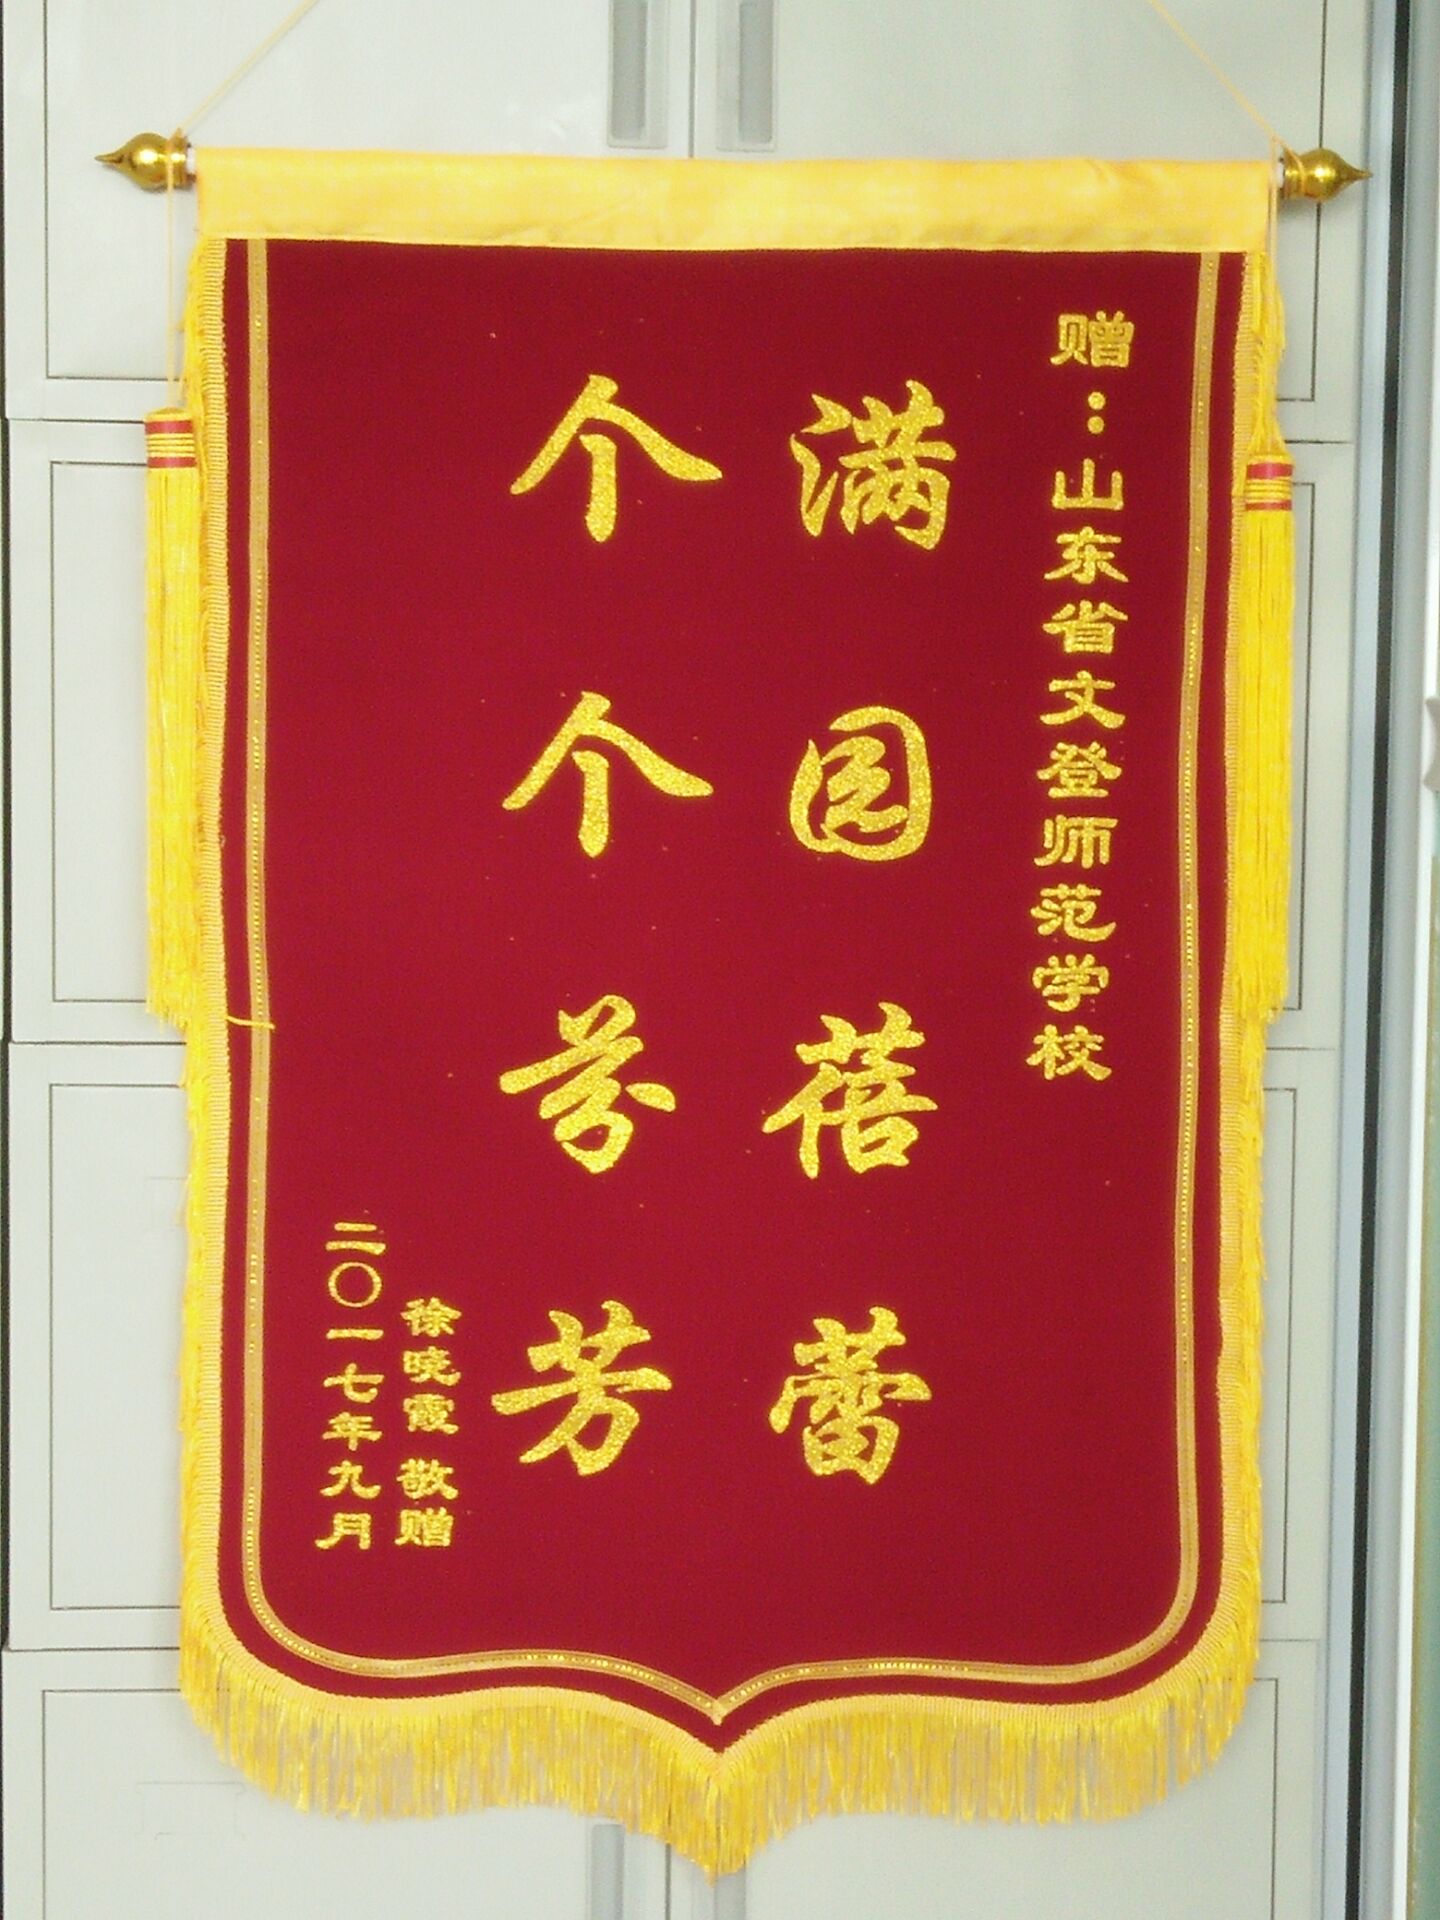 赠：山东省文登师范学校
满园蓓蕾
个个芬芳
徐晓霞 敬赠
二〇一七年九月